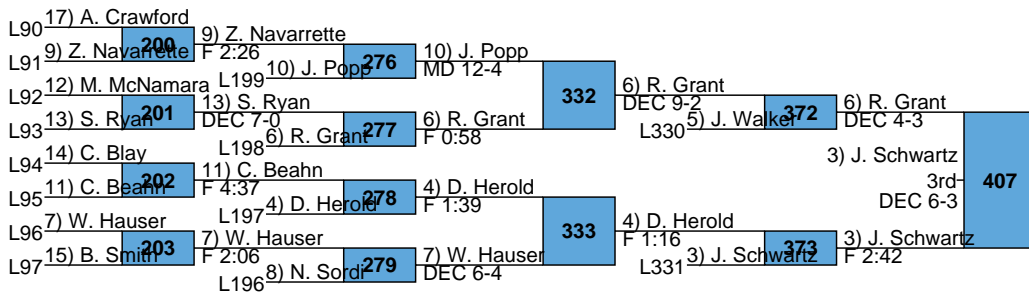 L90 17) A. Crawford
200
L91 9) Z. Navarrette
9) Z. Navarrette
F 2:26
L199 10) J. Popp
276
10) J. Popp
MD 12-4
L92 12) M. McNamara
201
L93 13) S. Ryan
13) S. Ryan
DEC 7-0
L198 6) R. Grant
277
6) R. Grant
F 0:58
332
6) R. Grant
DEC 9-2
L330 5) J. Walker
372
6) R. Grant
DEC 4-3
L94 14) C. Blay
202
L95 11) C. Beahn
11) C. Beahn
F 4:37
L197 4) D. Herold
278
4) D. Herold
F 1:39
L96 7) W. Hauser
203
L97 15) B. Smith
7) W. Hauser
F 2:06
L196 8) N. Sordi
279
7) W. Hauser
DEC 6-4
333
4) D. Herold
F 1:16
L331 3) J. Schwartz
373
3) J. Schwartz
F 2:42
407
3) J. Schwartz
3rd
DEC 6-3